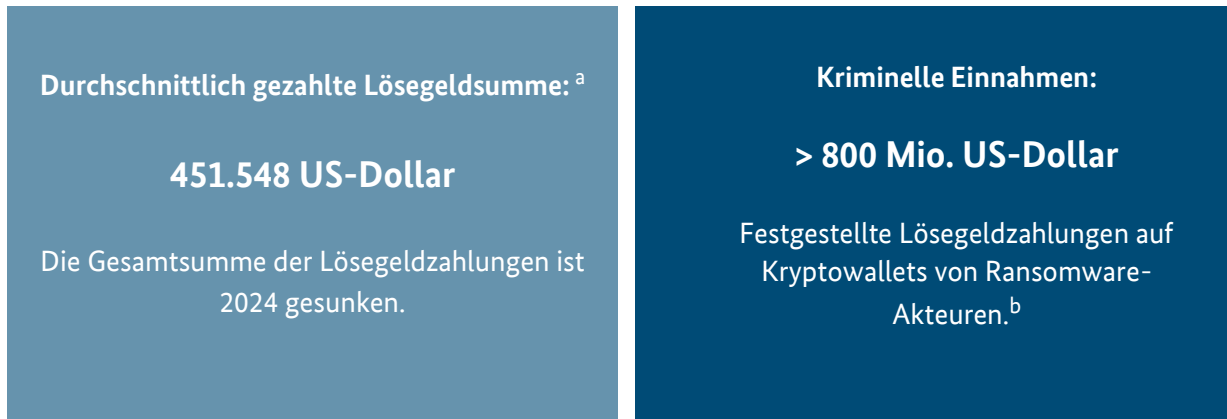 Durchschnittlich gezahlte Lösegeldsumme: a
451.548 US-Dollar
Die Gesamtsumme der Lösegeldzahlungen ist
2024 gesunken.
Kriminelle Einnahmen:
> 800 Mio. US-Dollar
Festgestellte Lösegeldzahlungen auf
Kryptowallets von Ransomware-
Akteuren.b